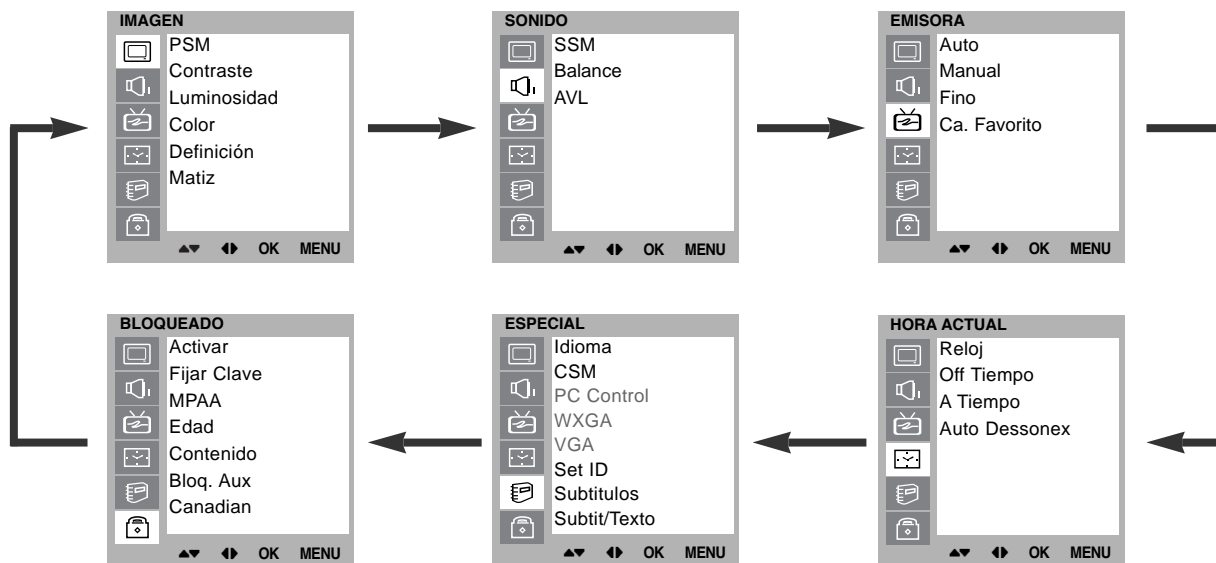 IMAGEN
PSM
Contraste
Luminosidad
Color
Definición
Matiz
OK MENU
SONIDO
SSM
Balance
AVL
OK MENU
EMISORA
Auto
Manual
Fino
Ca. Favorito
OK MENU
BLOQUEADO
Activar
Fijar Clave
MPAA
Edad
Contenido
Bloq. Aux
Canadian
OK MENU
ESPECIAL
Idioma
CSM
PC Control
WXGA
VGA
Set ID
Subtitulos
Subtit/Texto
OK MENU
HORA ACTUAL
Reloj
Off Tiempo
A Tiempo
Auto Dessonex
OK MENU